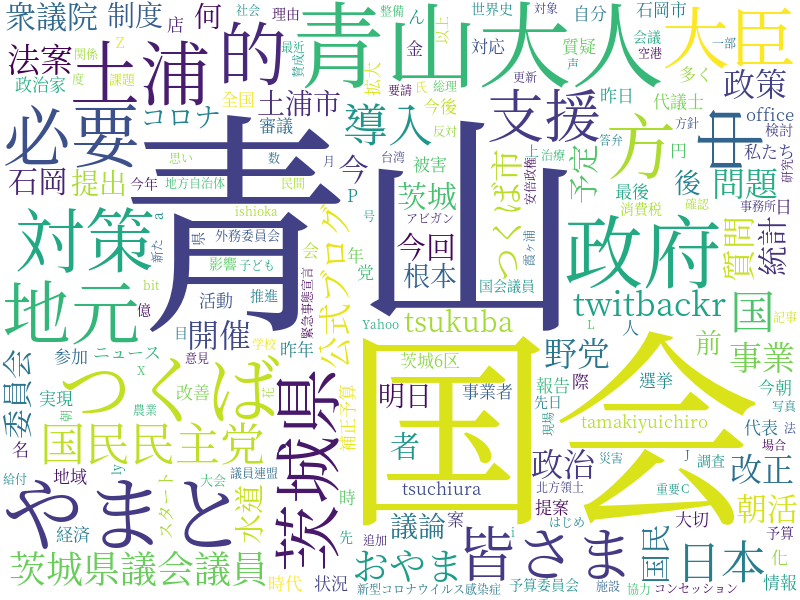 衆議院
制度
店
何
理由
整備
ん
金
社会
Z
関係
最近
賛成
度
課題
法案
政治家
土浦
的
青山大人
大臣
世界史
自分
対象
石岡市
以上
対応
質疑
会議
一部
空港
多く
政策
声
更新
氏
総理
要請
拡大
今後
昨日
代議士
office
検討
私たち
必要
コロナ
全国
土浦市
審議
導入
支援
方
中
反対
答弁
方針
研究
石岡
提出
思い
数
月
今年
地方自治体
民間
今
P
被害
台湾
治療
上
安倍政権
予定
円
最後
消費税
確認
後
問題
事務所
日
対策
青山
茨城
つくば市
号
アビガン
霞ヶ浦
国会議員
政府
質問
統計
新た
a
県
ishioka
外務委員会
影響
子ども
会
年
党
今回
根本
地元
bit
億
活動
推進
目
緊急事態宣言
公式ブログ
開催
意見
学校
昨年
Yahoo
tsukuba
twitbackr
L
人
国
前
記事
事業
野党
委員会
参加
ニュース
X
改善
花
つくば
茨城県
国会
茨城6区
明日
事業者
報告
際
先日
選挙
今朝
写真
実現
朝
農業
名
国民民主党
補正予算
者
tamakiyuichiro
代表
法
現場
場合
J
調査
災害
給付
ly
地域
大会
議員連盟
tsuchiura
政治
北方領土
重要
C
改正
朝活
やまと
スタート
水道
時
先
案
議論
皆さま
提案
i
はじめ
大切
予算
国民
日本
化
経済
茨城県議会議員
時代
状況
追加
おやま
新型コロナウイルス感染症
予算委員会
施設
協力
コンセッション
情報